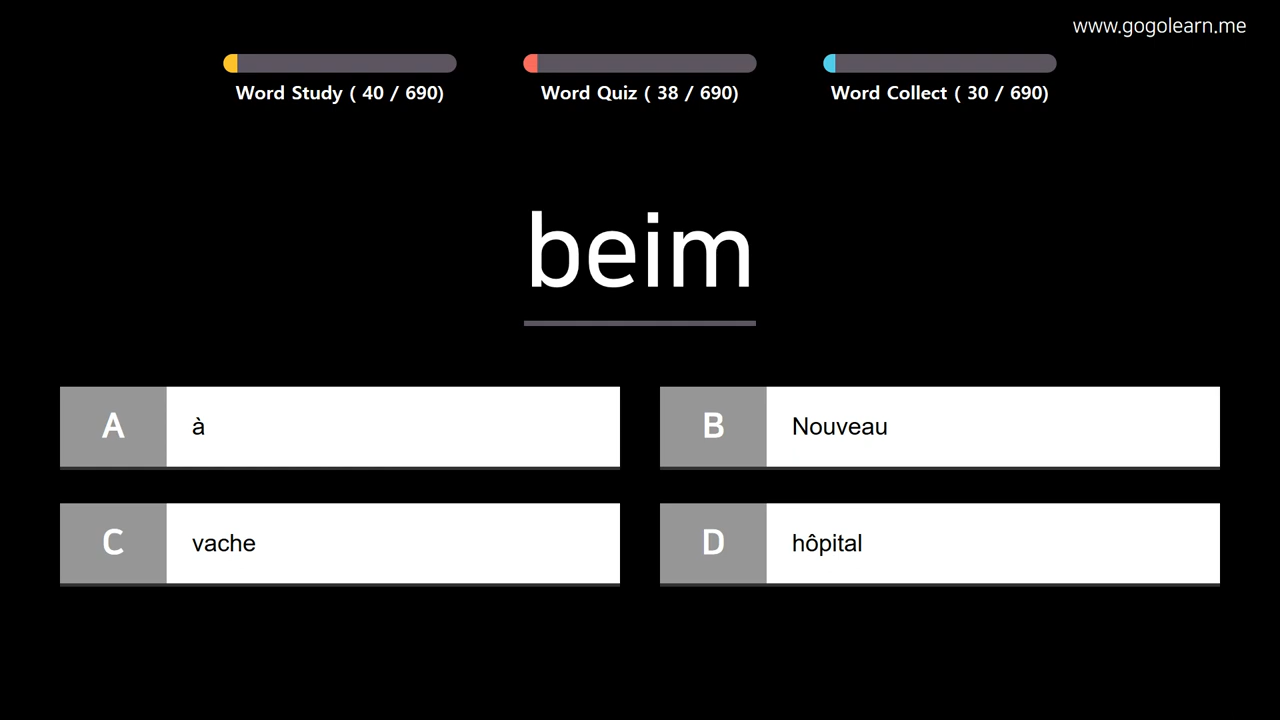 www.gogolearn.me
Word Study ( 40 / 690)
Word Quiz ( 38 / 690)
Word Collect ( 30 / 690)
beim
A à
B Nouveau
C vache
D hôpital